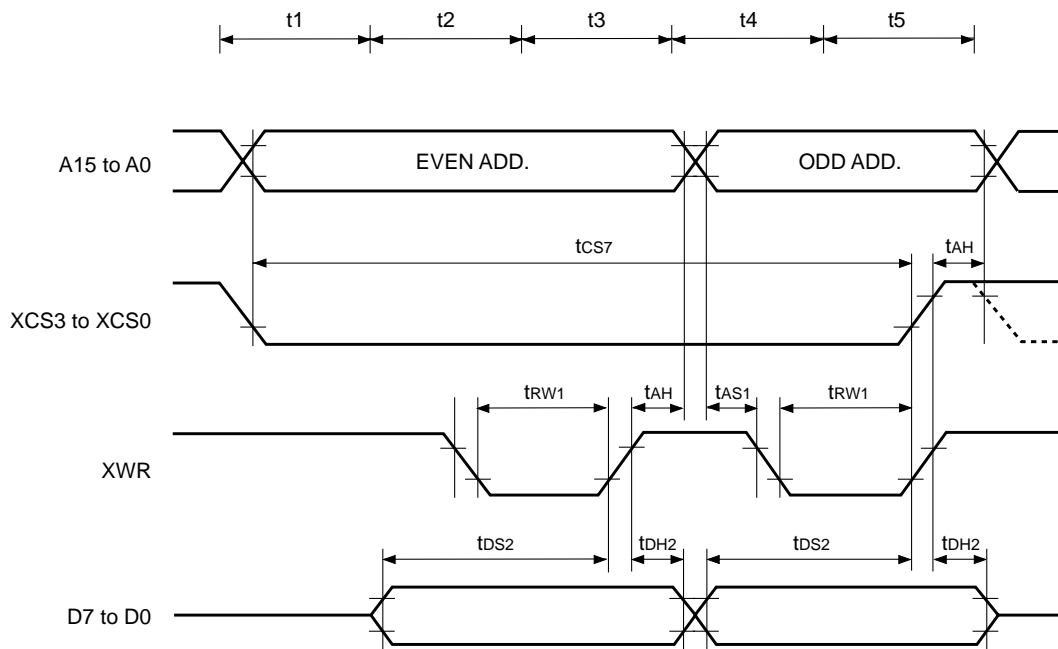 t1 t2 t3 t4 t5
A15 to A0 EVEN ADD. ODD ADD.
tCS7 tAH
XCS3 to XCS0
tRW1 tAH tAS1 tRW1
XWR
tDS2 tDH2 tDS2 tDH2
D7 to D0